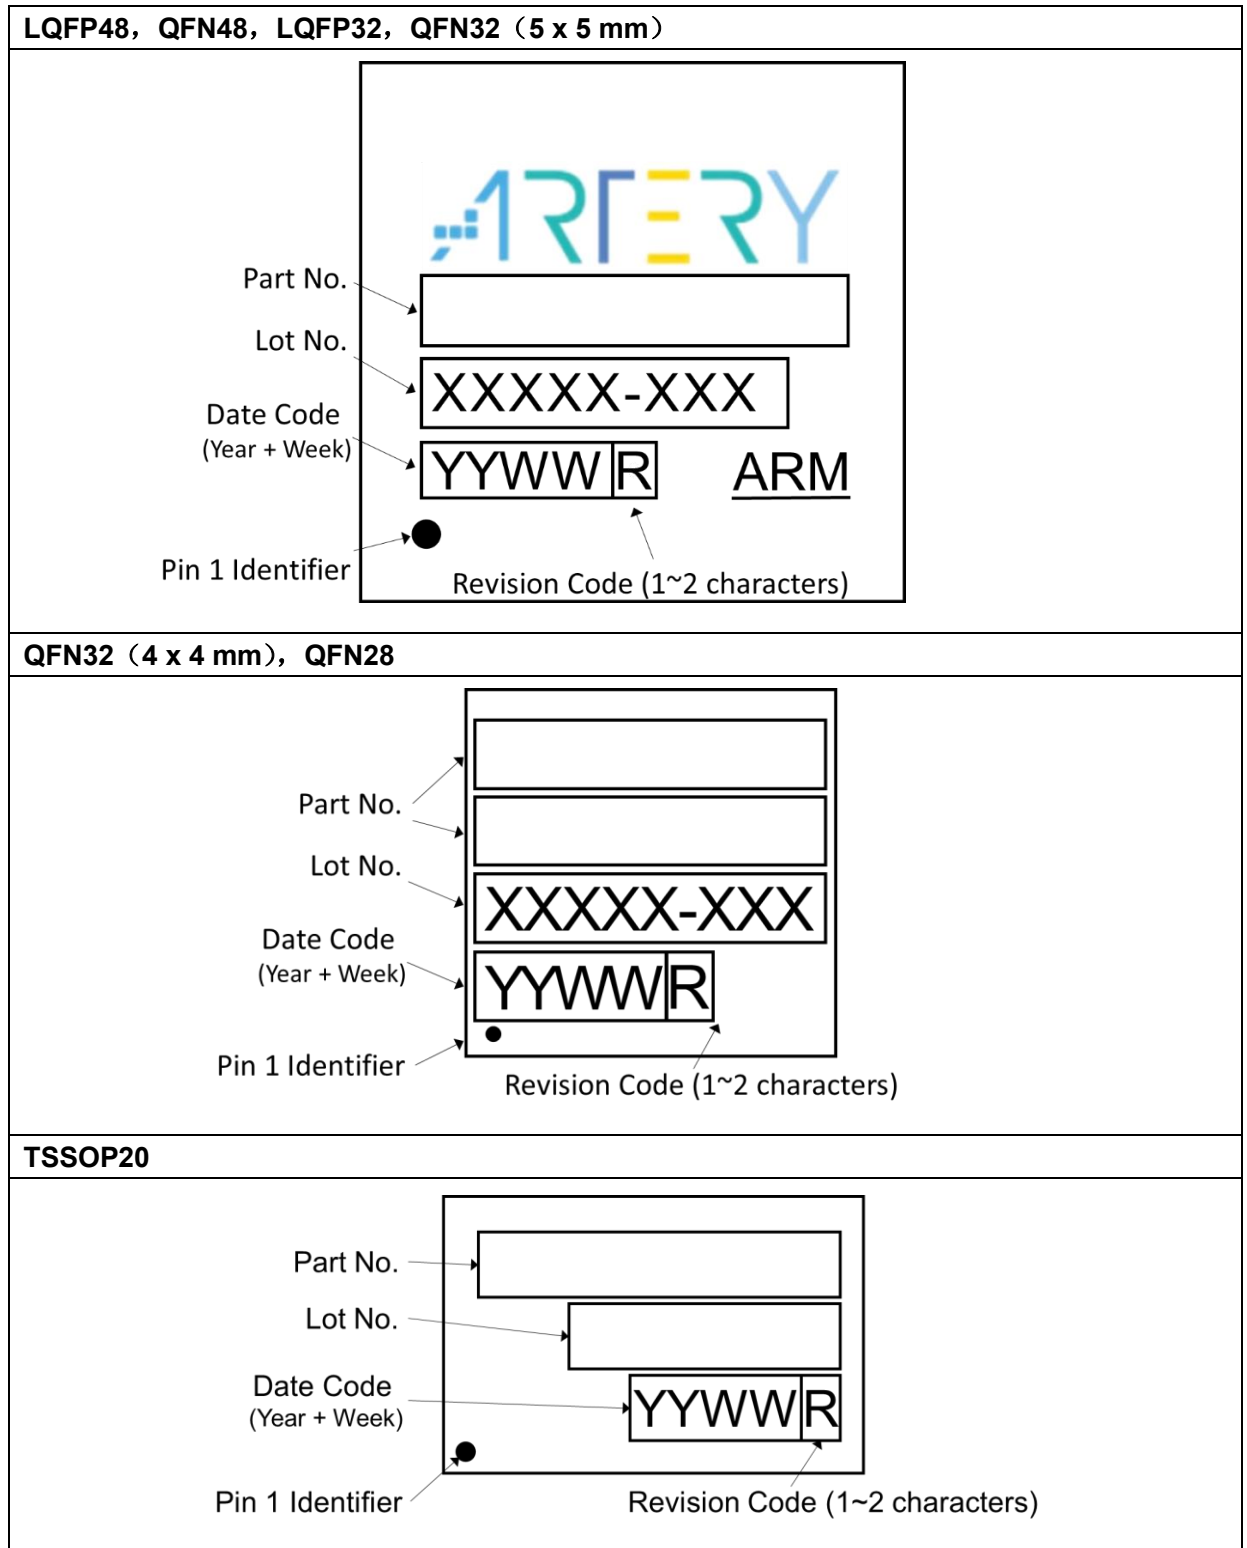 LQFP48，QFN48，LQFP32，QFN32（5 x 5 mm）
ARTERY
Part No.
Lot No.
XXXXX-XXX
Date Code
(Year + Week)
YYWW R
ARM
Pin 1 Identifier
Revision Code (1~2 characters)
QFN32（4 x 4 mm），QFN28
Part No.
Lot No.
XXXXX-XXX
Date Code
(Year + Week)
YYWW R
Pin 1 Identifier
Revision Code (1~2 characters)
TSSOP20
Part No.
Lot No.
Date Code
(Year + Week)
YYWW R
Pin 1 Identifier
Revision Code (1~2 characters)